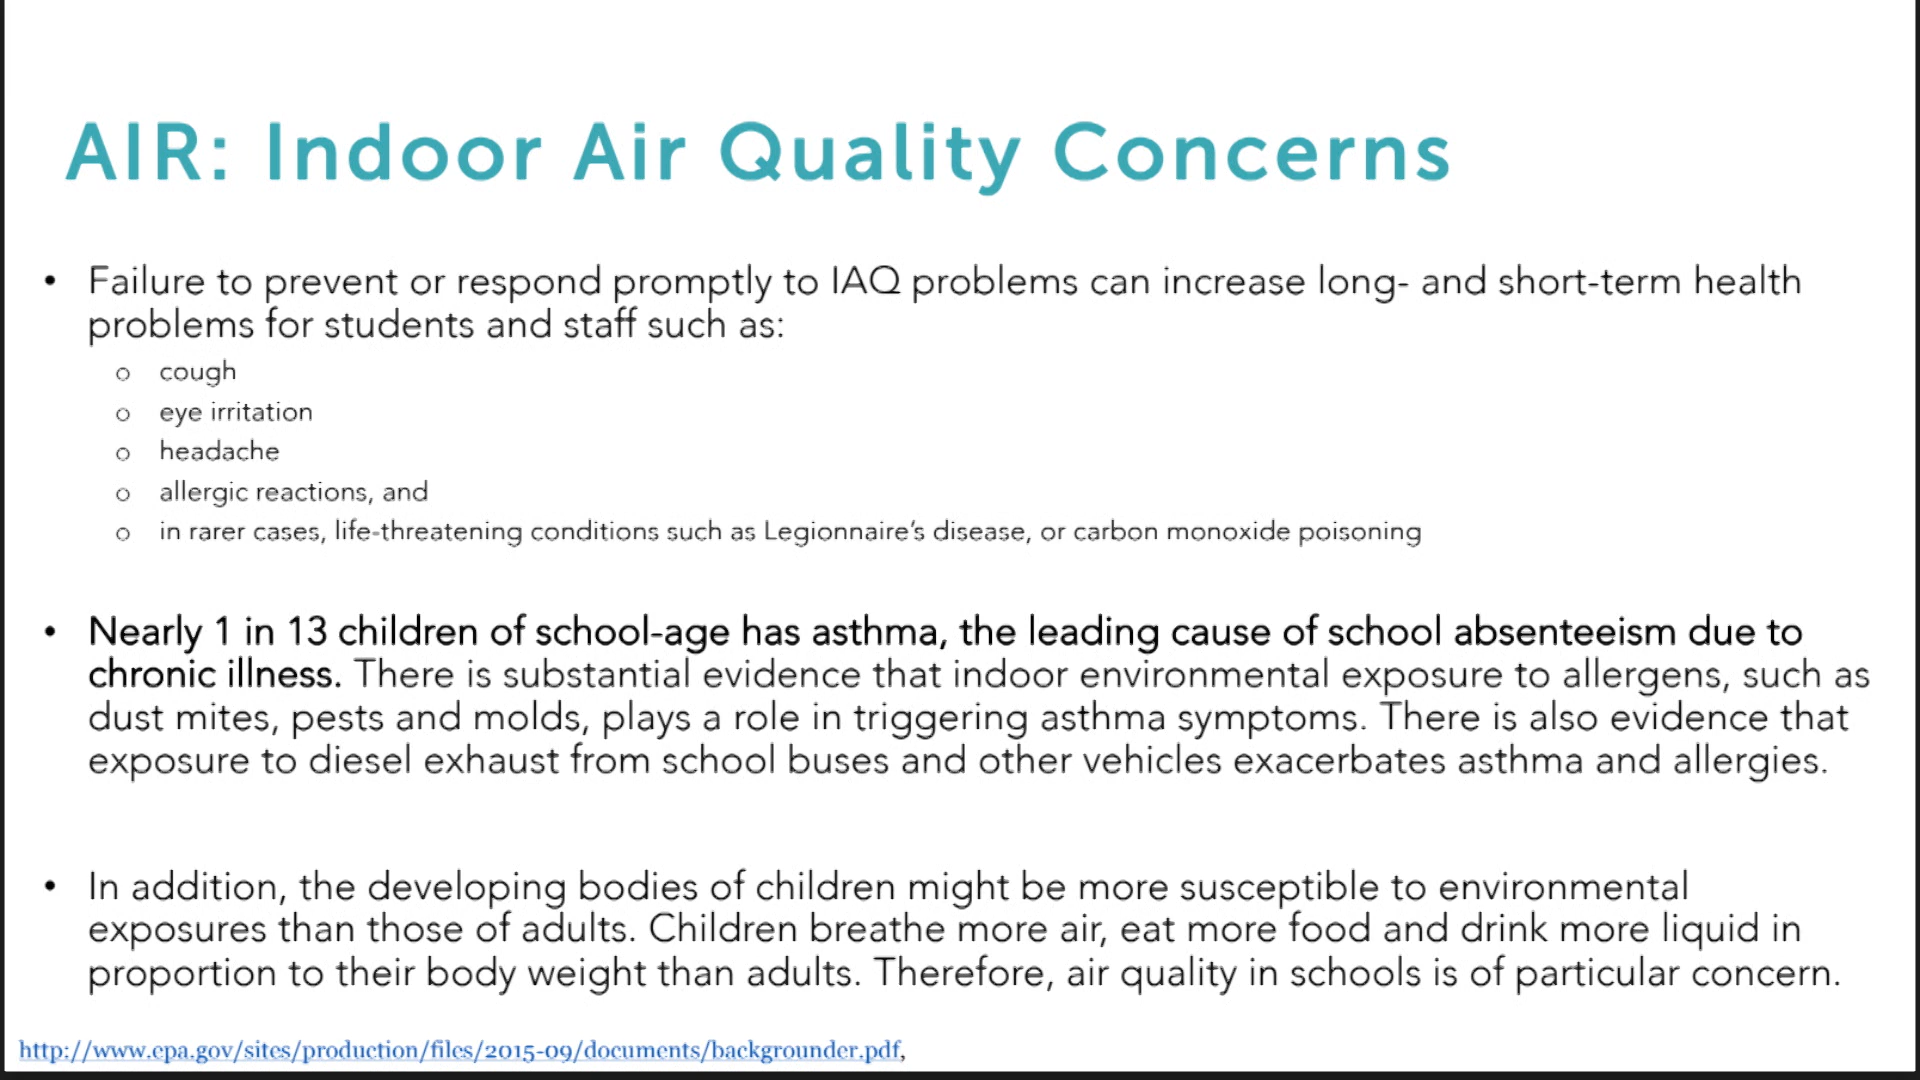 AIR: Indoor Air Quality Concerns
• Failure to prevent or respond promptly to IAQ problems can increase long- and short-term health
problems for students and staff such as:
o cough
o eye irritation
o headache
o allergic reactions, and
o in rarer cases, life-threatening conditions such as Legionnaire’s disease, or carbon monoxide poisoning
• Nearly 1 in 13 children of school-age has asthma, the leading cause of school absenteeism due to
chronic illness. There is substantial evidence that indoor environmental exposure to allergens, such as
dust mites, pests and molds, plays a role in triggering asthma symptoms. There is also evidence that
exposure to diesel exhaust from school buses and other vehicles exacerbates asthma and allergies.
• In addition, the developing bodies of children might be more susceptible to environmental
exposures than those of adults. Children breathe more air, eat more food and drink more liquid in
proportion to their body weight than adults. Therefore, air quality in schools is of particular concern.
http://www.epa.gov/sites/production/files/2015-09/documents/backgrounder.pdf,